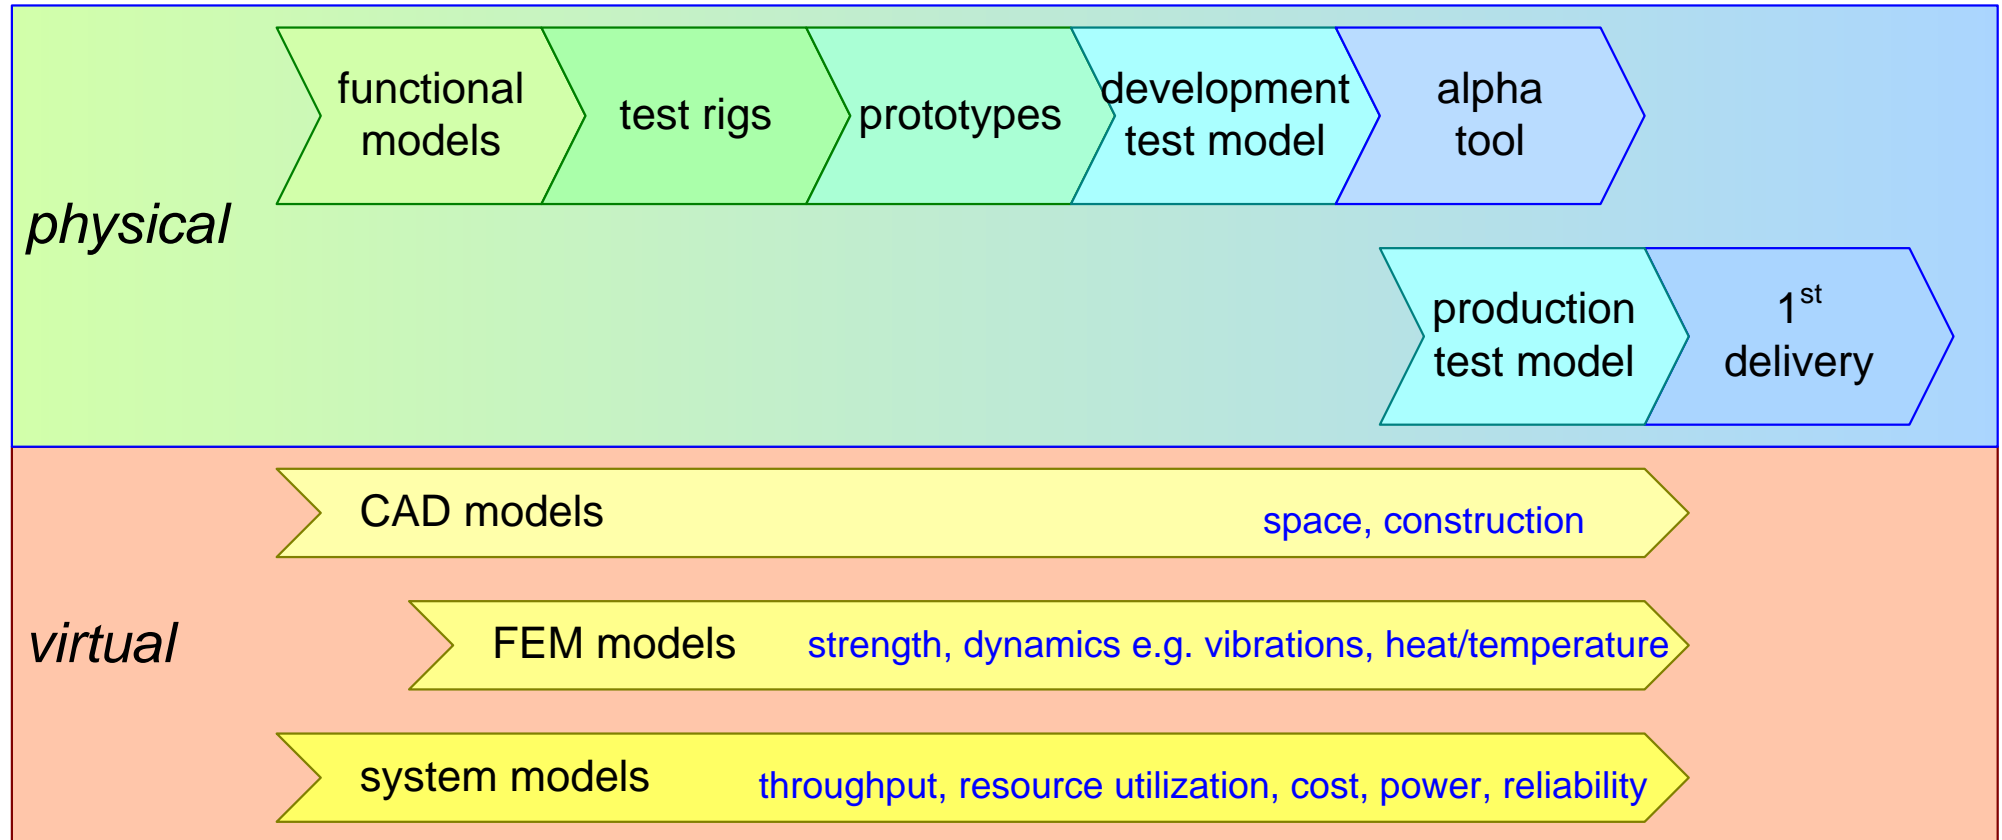 functional
models
test rigs
prototypes
development
test model
alpha
tool
physical
production
test model
1st
delivery
CAD models
space, construction
virtual
FEM models
strength, dynamics e.g. vibrations, heat/temperature
system models
throughput, resource utilization, cost, power, reliability